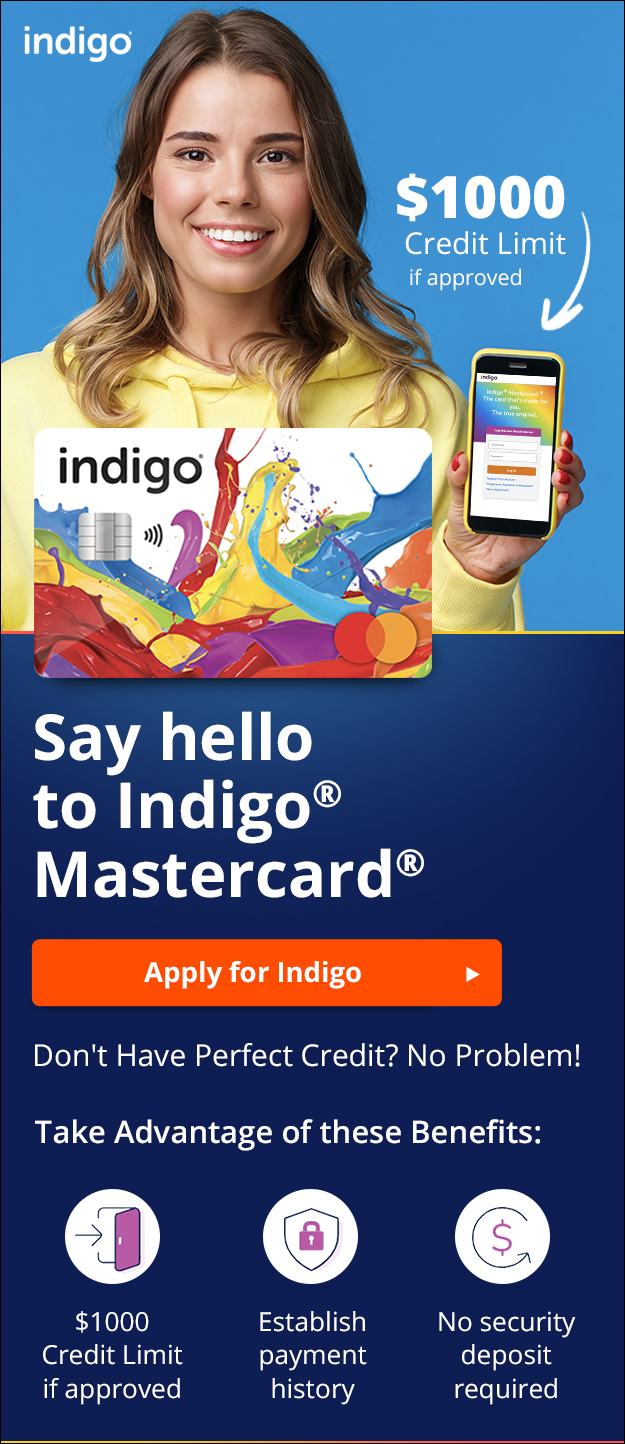 indigo
$1000
Credit Limit
if approved
indigo
Indigo® Mastercard®
The card that's made for
you.
The true original.
Log In
indigo®
Say hello
to Indigo®
Mastercard®
Apply for Indigo
Don't Have Perfect Credit? No Problem!
Take Advantage of these Benefits:
$1000
Credit Limit
if approved
Establish
payment
history
No security
deposit
required